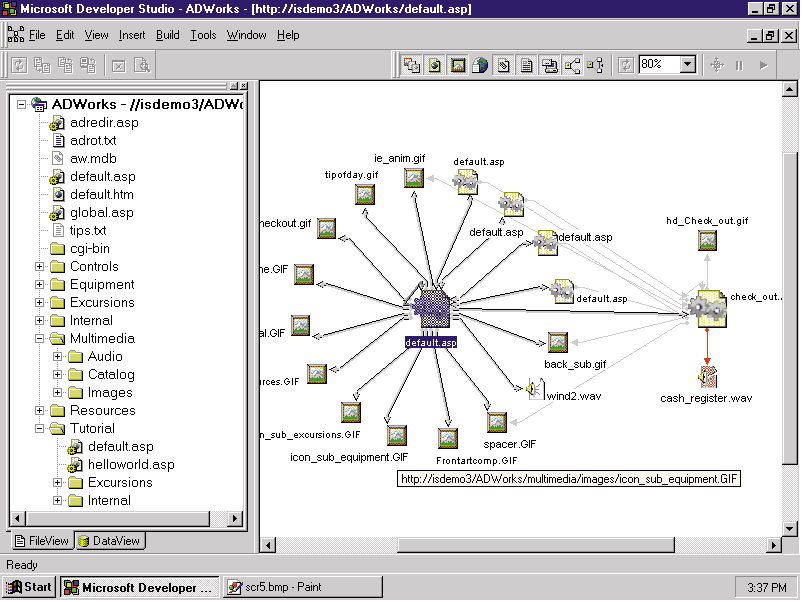 Microsoft Developer Studio - ADWorks - [http://isdemo3/ADWorks/default.asp]
File Edit View Insert Build Tools Window Help
80%
ADWorks - //isdemo3/ADWo
adredir.asp
adrot.txt
aw.mdb
default.asp
default.htm
global.asp
tips.txt
cgi-bin
Controls
Equipment
Excursions
Internal
Multimedia
Audio
Catalog
Images
Resources
Tutorial
default.asp
helloworld.asp
Excursions
Internal
FileView DataView
ie_anim.gif
default.asp
tipofday.gif
heckout.gif
default.asp
default.asp
hd_Check_out.gif
ne.GIF
default.asp
check_out...
al.GIF
default.asp
back_sub.gif
rces.GIF
wind2.wav
cash_register.wav
n_sub_excursions.GIF
spacer.GIF
icon_sub_equipment.GIF
Frontartcomp.GIF
http://isdemo3/ADWorks/multimedia/images/icon_sub_equipment.GIF
Ready
Start Microsoft Developer ... scr5.bmp - Paint 3:37 PM